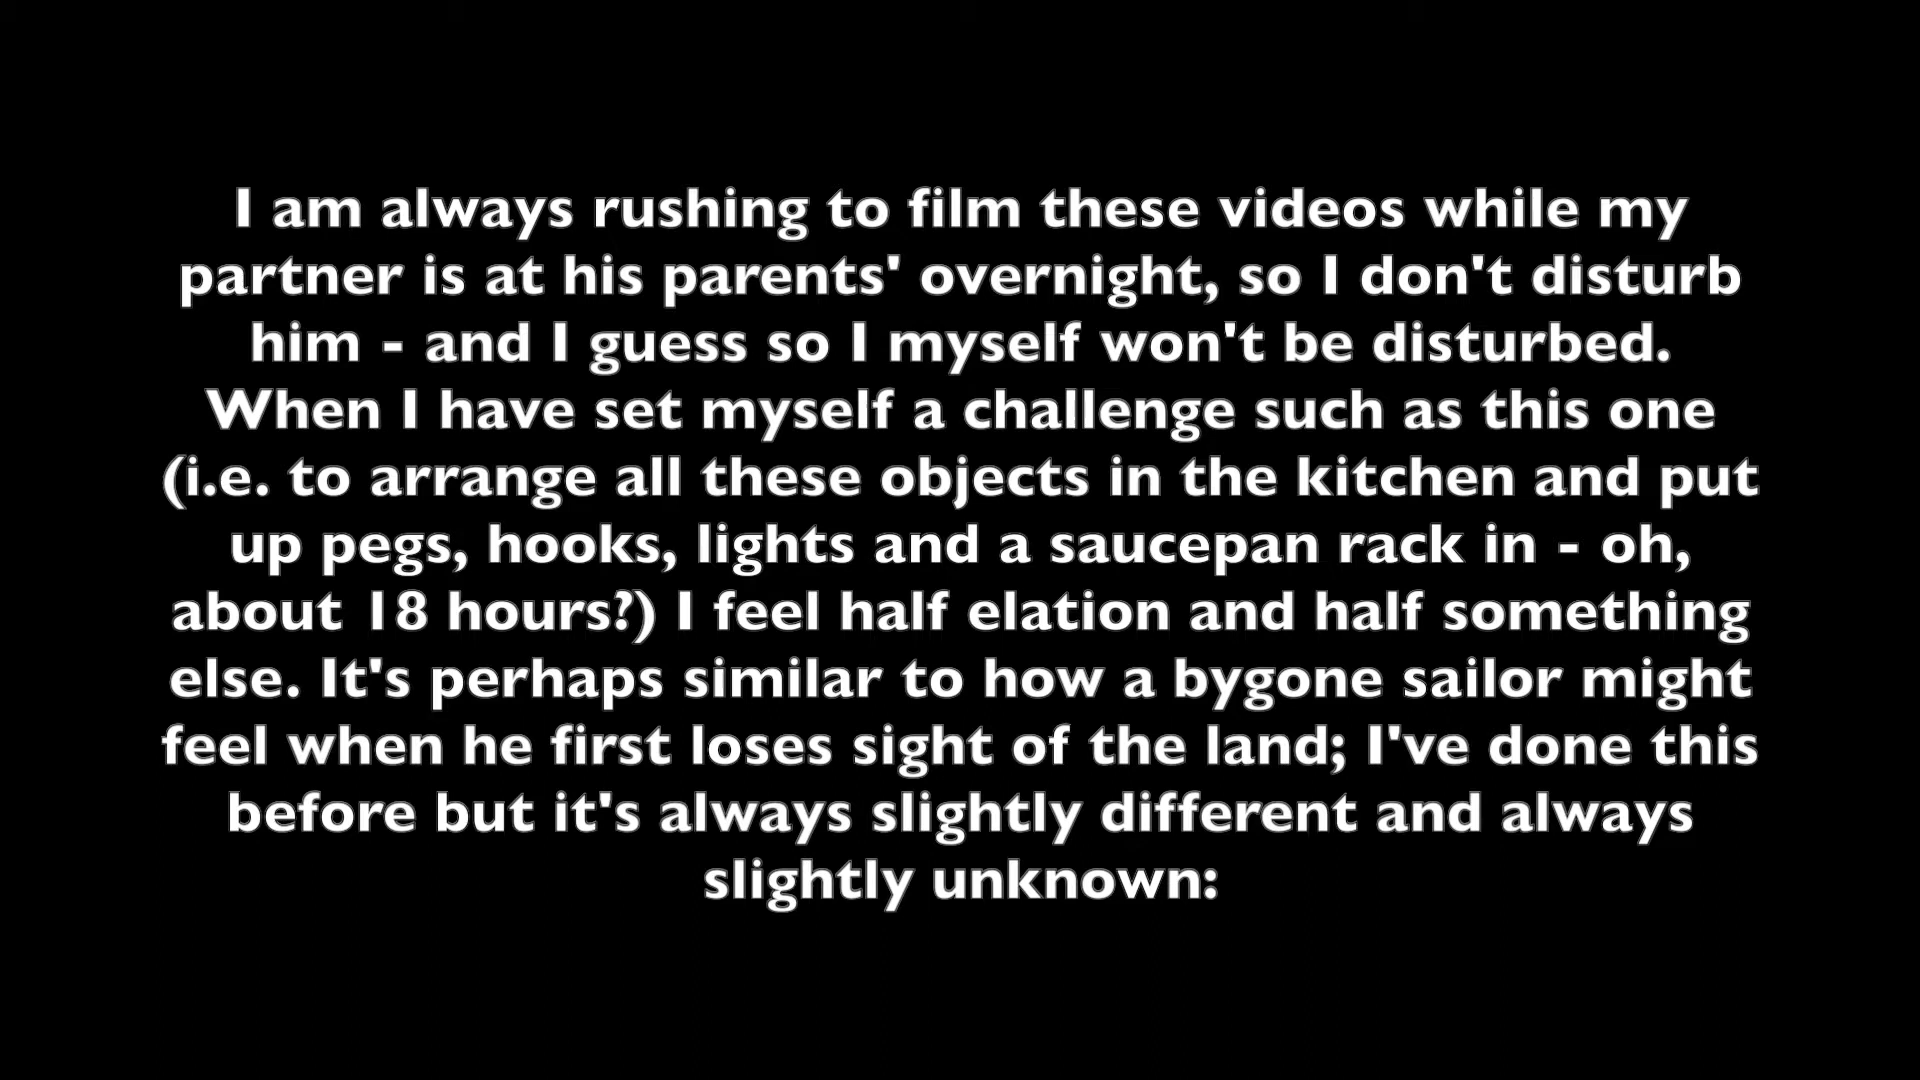 I am always rushing to film these videos while my
partner is at his parents' overnight, so I don't disturb
him - and I guess so I myself won't be disturbed.
When I have set myself a challenge such as this one
(i.e. to arrange all these objects in the kitchen and put
up pegs, hooks, lights and a saucepan rack in - oh,
about 18 hours?) I feel half elation and half something
else. It's perhaps similar to how a bygone sailor might
feel when he first loses sight of the land; I've done this
before but it's always slightly different and always
slightly unknown: